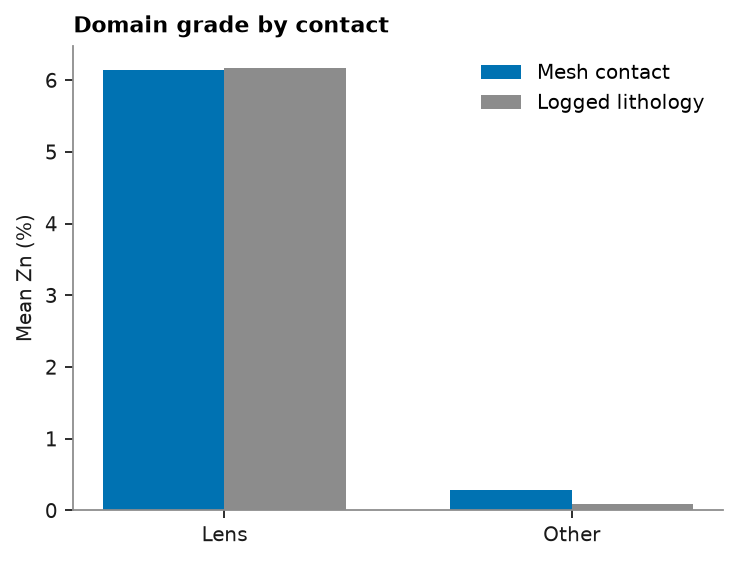 Domain grade by contact
Mesh contact
Logged lithology
Mean Zn (%)
6
5
4
3
2
1
0
Lens
Other